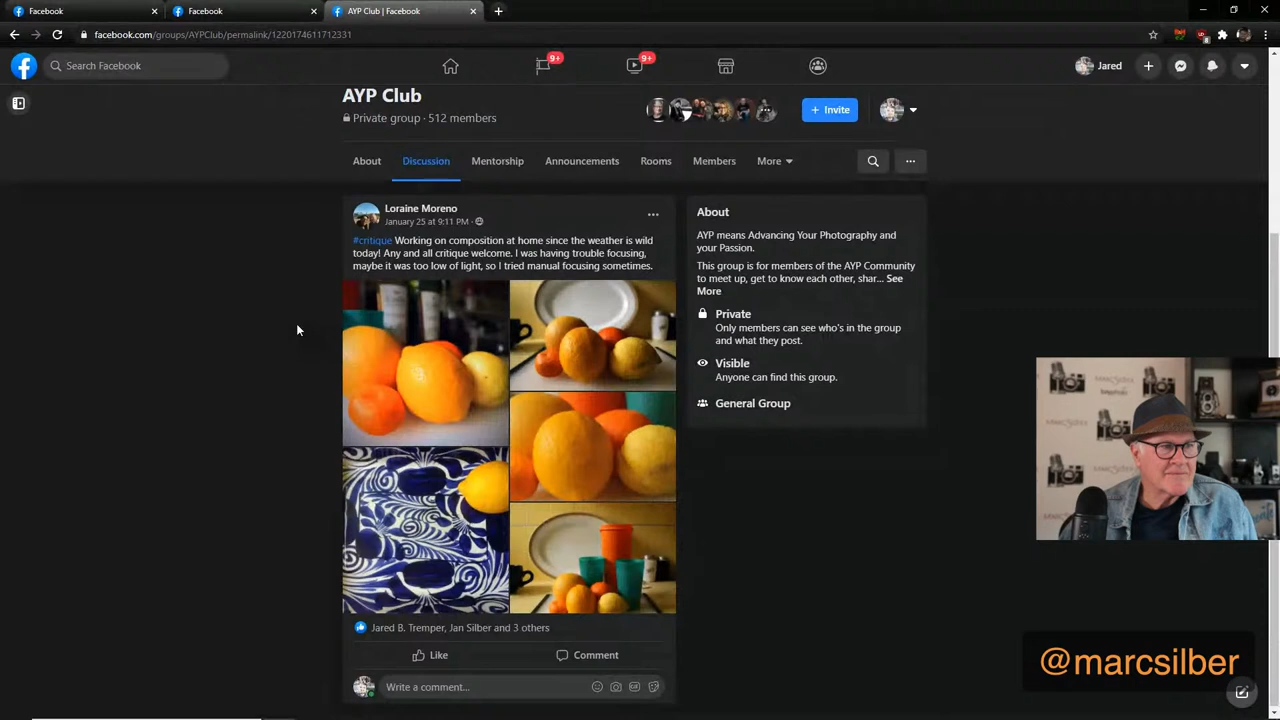 Facebook
Facebook
AYP Club | Facebook
facebook.com/groups/AYPClub/permalink/1220174611712331
Search Facebook
9+
9+
Jared
AYP Club
Private group · 512 members
+ Invite
About
Discussion
Mentorship
Announcements
Rooms
Members
More
Loraine Moreno
January 25 at 9:11 PM ·
#critique Working on composition at home since the weather is wild
today! Any and all critique welcome. I was having trouble focusing,
maybe it was too low of light, so I tried manual focusing sometimes.
Jared B. Tremper, Jan Silber and 3 others
Like
Comment
Write a comment...
About
AYP means Advancing Your Photography and
your Passion.
This group is for members of the AYP Community
to meet up, get to know each other, shar... See
More
Private
Only members can see who's in the group
and what they post.
Visible
Anyone can find this group.
General Group
@marcsilber